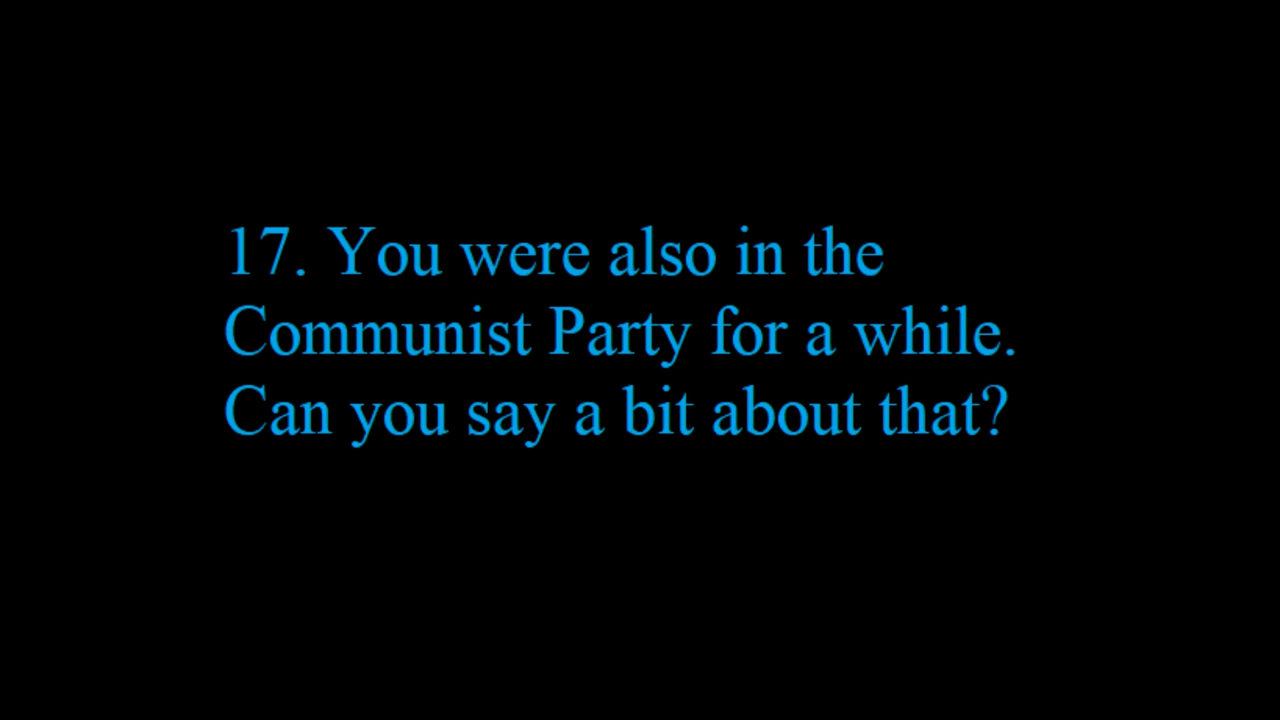 17. You were also in the
Communist Party for a while.
Can you say a bit about that?